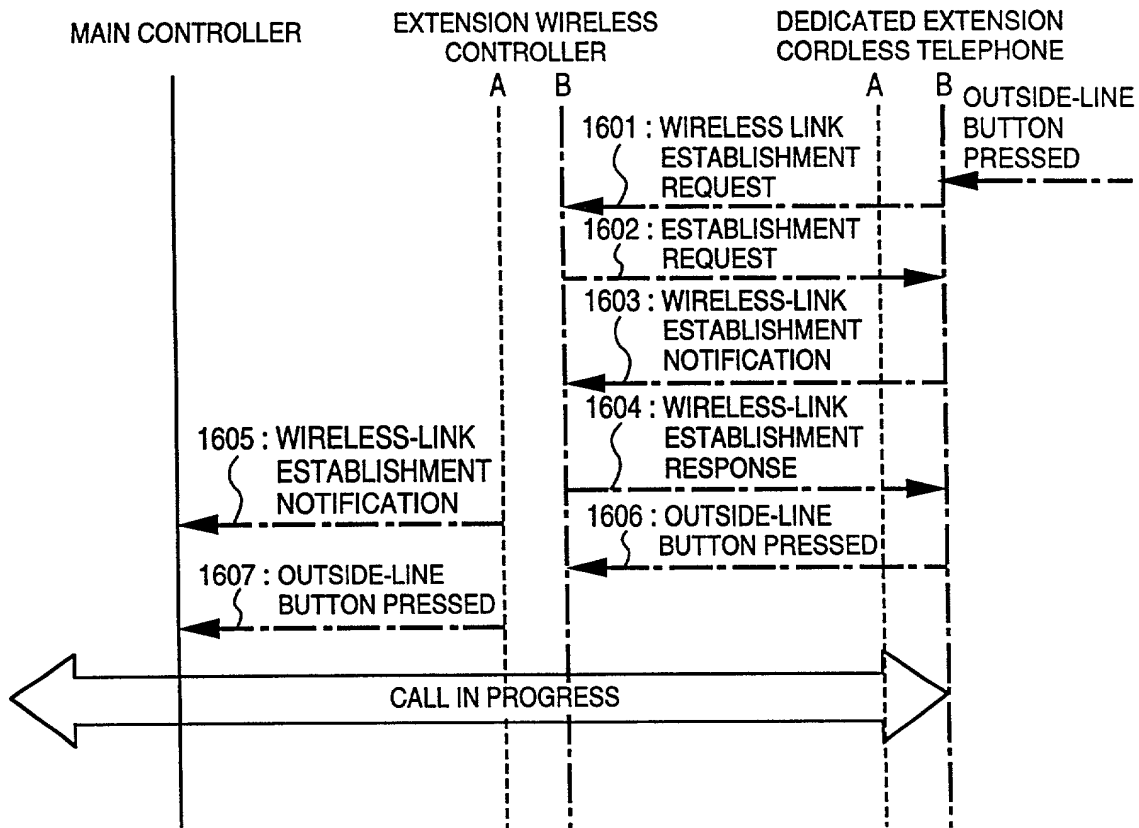 MAIN CONTROLLER
EXTENSION WIRELESS
CONTROLLER
DEDICATED EXTENSION
CORDLESS TELEPHONE
A
B
A
B
OUTSIDE-LINE
BUTTON
PRESSED
1601 : WIRELESS LINK
ESTABLISHMENT
REQUEST
1602 : ESTABLISHMENT
REQUEST
1603 : WIRELESS-LINK
ESTABLISHMENT
NOTIFICATION
1604 : WIRELESS-LINK
ESTABLISHMENT
RESPONSE
1605 : WIRELESS-LINK
ESTABLISHMENT
NOTIFICATION
1606 : OUTSIDE-LINE
BUTTON PRESSED
1607 : OUTSIDE-LINE
BUTTON PRESSED
CALL IN PROGRESS